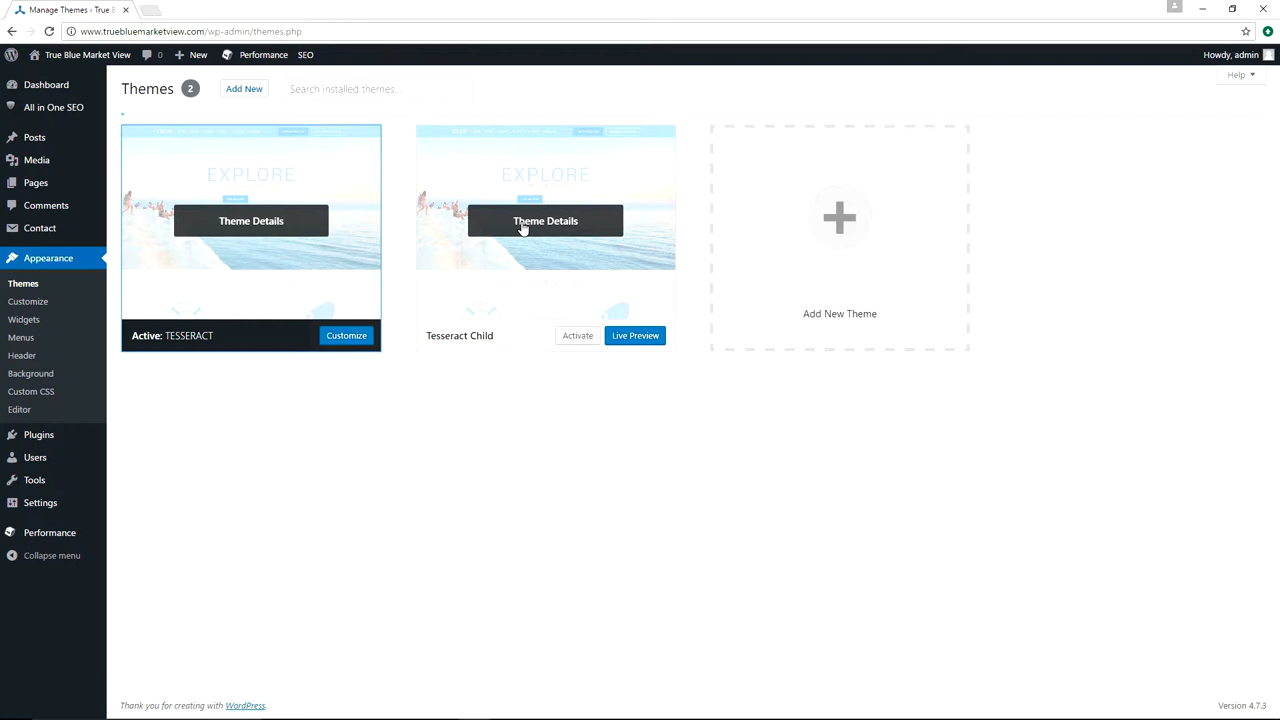 Manage Themes ‹ True B
www.truebluemarketview.com/wp-admin/themes.php
True Blue Market View
0
New
Performance
SEO
Howdy, admin
Dashboard
All in One SEO
Posts
Media
Pages
Comments
Contact
Appearance
Themes
Customize
Widgets
Menus
Header
Background
Custom CSS
Editor
Plugins
Users
Tools
Settings
Performance
Collapse menu
Themes 2
Add New
Search installed themes...
Help
EXPLORE
Theme Details
Active: TESSERACT
Customize
EXPLORE
Theme Details
Tesseract Child
Activate
Live Preview
Add New Theme
Thank you for creating with WordPress.
Version 4.7.3